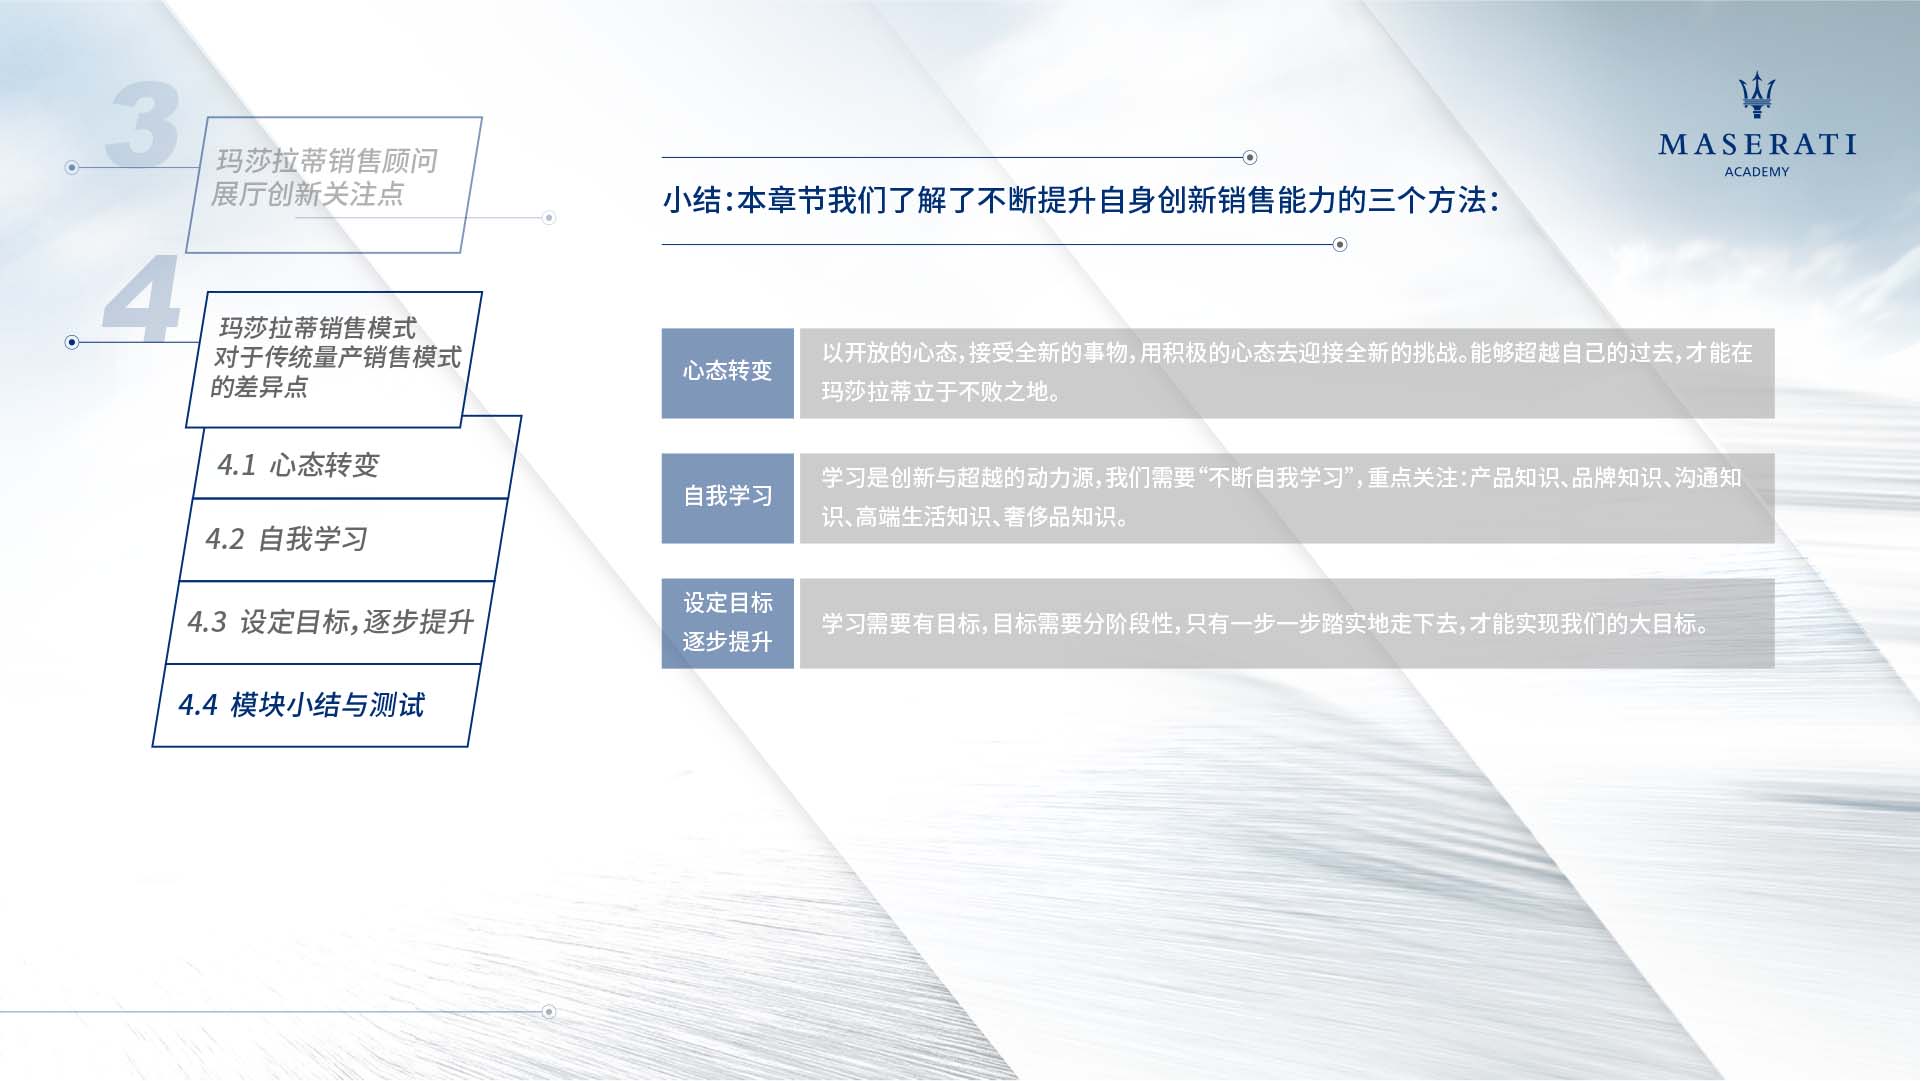 3
玛莎拉蒂销售顾问
展厅创新关注点
4
玛莎拉蒂销售模式
对于传统量产销售模式
的差异点
4.1 心态转变
4.2 自我学习
4.3 设定目标，逐步提升
4.4 模块小结与测试
MASERATI
ACADEMY
小结：本章节我们了解了不断提升自身创新销售能力的三个方法：
心态转变
以开放的心态，接受全新的事物，用积极的心态去迎接全新的挑战。能够超越自己的过去，才能在
玛莎拉蒂立于不败之地。
自我学习
学习是创新与超越的动力源，我们需要“不断自我学习”，重点关注：产品知识、品牌知识、沟通知
识、高端生活知识、奢侈品知识。
设定目标
逐步提升
学习需要有目标，目标需要分阶段性，只有一步一步踏实地走下去，才能实现我们的大目标。